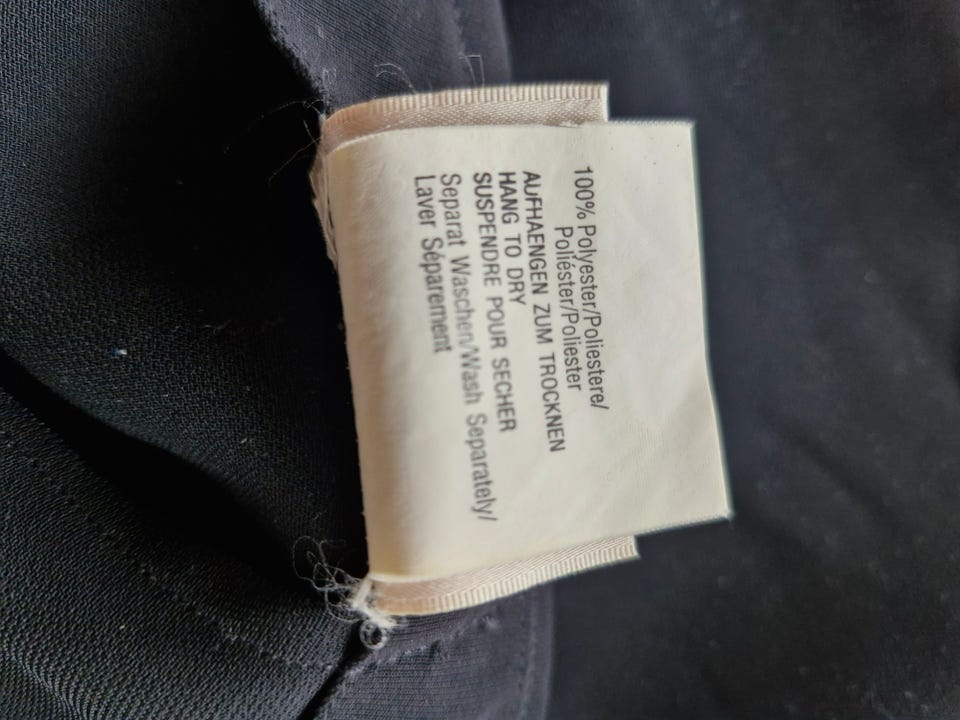 100% Polyester/Poliestere/
Poliéster/Poliester
AUFHAENGEN ZUM TROCKNEN
HANG TO DRY
SUSPENDRE POUR SECHER
Separat Waschen/Wash Separately/
Laver Séparement